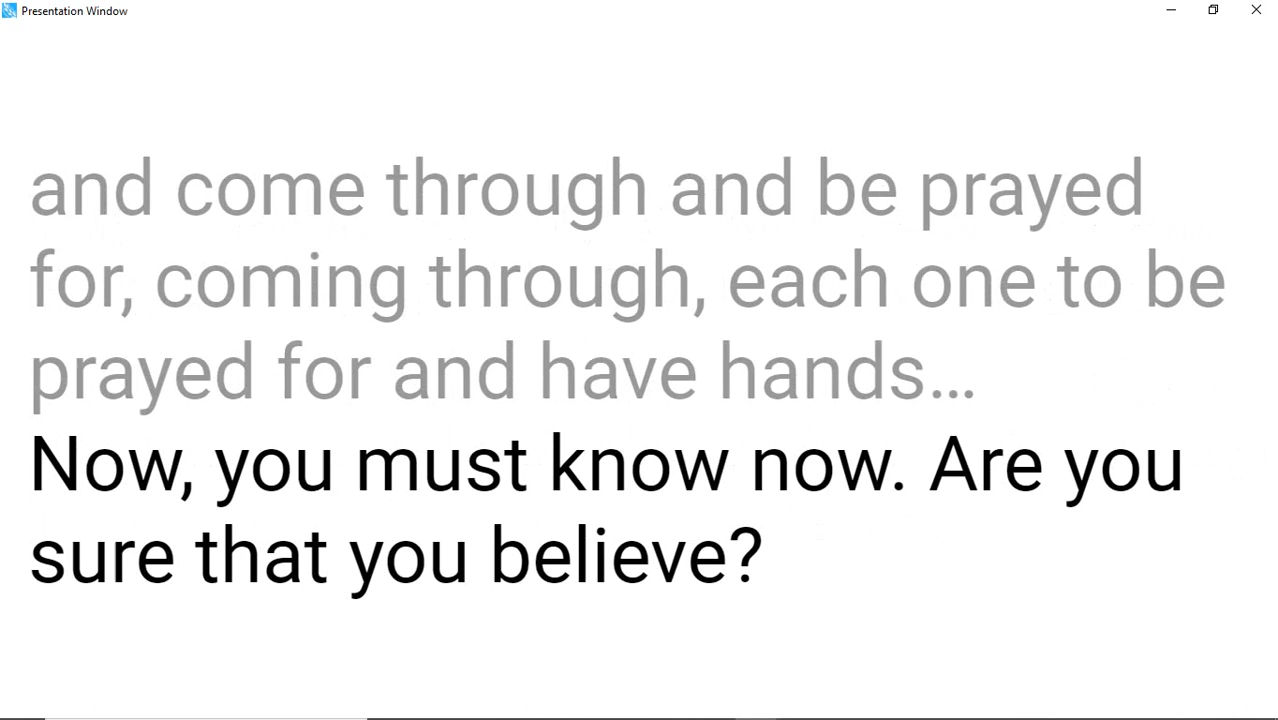 Presentation Window
and come through and be prayed
for, coming through, each one to be
prayed for and have hands…
Now, you must know now. Are you
sure that you believe?